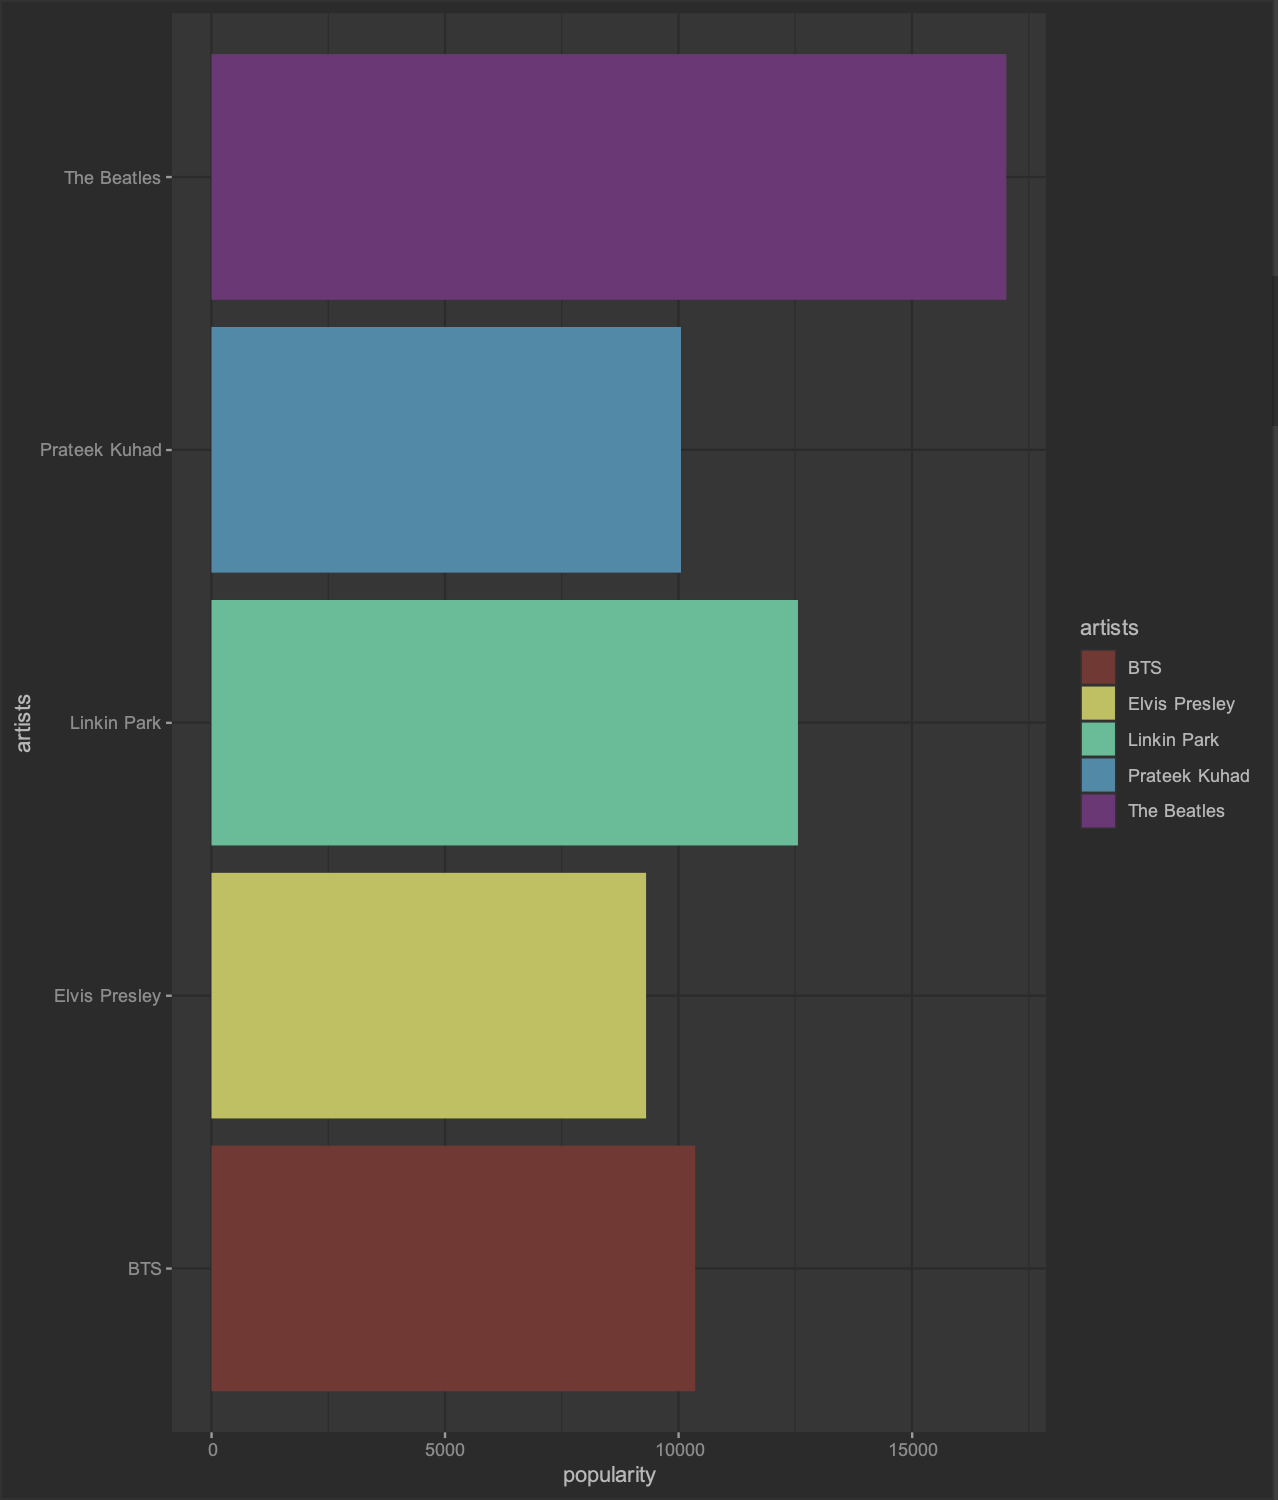 The Beatles
Prateek Kuhad
Linkin Park
Elvis Presley
BTS
artists
0 5000 10000 15000
popularity
artists
BTS
Elvis Presley
Linkin Park
Prateek Kuhad
The Beatles